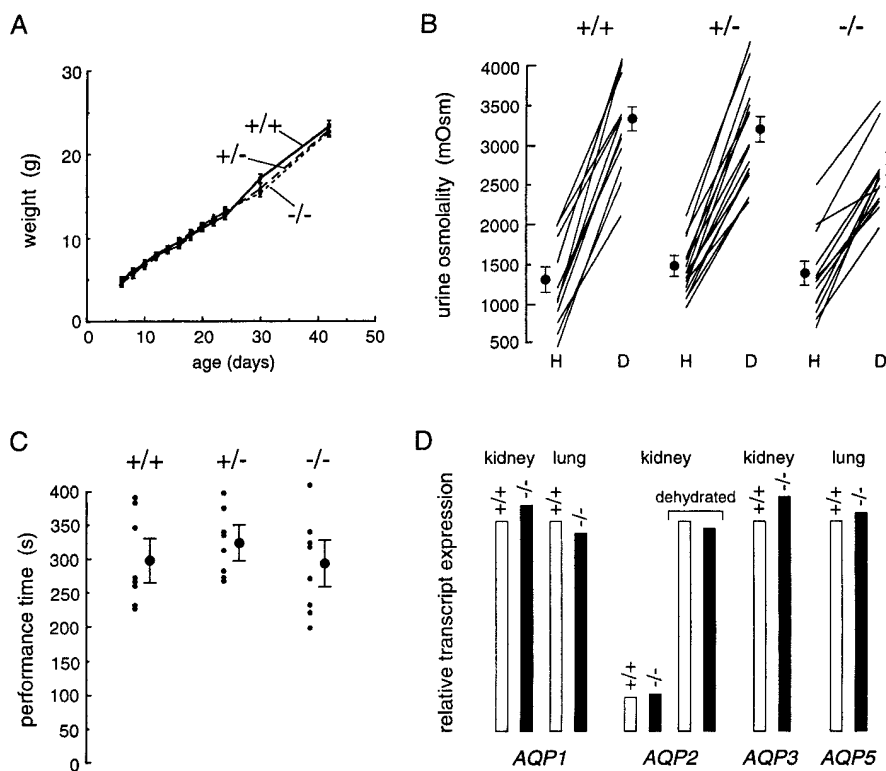 A
30
20
10
0
weight (g)
+/+
+/-
-/-
0 10 20 30 40 50
age (days)
B
+/+ +/- -/-
4000
3500
3000
2500
2000
1500
1000
500
urine osmolality (mOsm)
H D H D H D
C
+/+ +/- -/-
400
350
300
250
200
150
100
50
0
performance time (s)
D
kidney lung kidney kidney lung
dehydrated
+/+ -/- +/+ -/- +/+ -/- +/+ -/- +/+ -/-
relative transcript expression
AQP1 AQP2 AQP3 AQP5